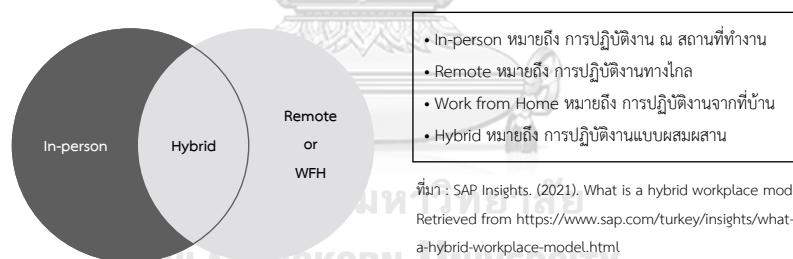 In-person
Hybrid
Remote
or
WFH
• In-person หมายถึง การปฏิบัติงาน ณ สถานที่ทำงาน
• Remote หมายถึง การปฏิบัติงานทางไกล
• Work from Home หมายถึง การปฏิบัติงานจากที่บ้าน
• Hybrid หมายถึง การปฏิบัติงานแบบผสมผสาน
ที่มา : SAP Insights. (2021). What is a hybrid workplace mod
Retrieved from https://www.sap.com/turkey/insights/what-
a-hybrid-workplace-model.html